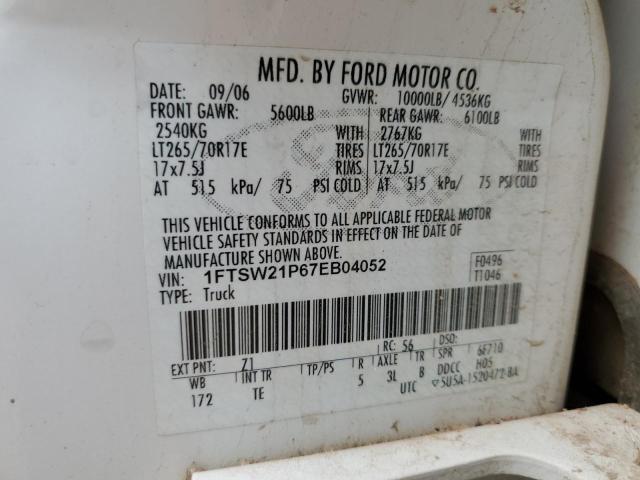 MFD. BY FORD MOTOR CO.
DATE: 09/06 GVWR: 10000LB/ 4536KG
FRONT GAWR: 5600LB REAR GAWR: 6100LB
2540KG WITH 2767KG WITH
LT265/70R17E TIRES LT265/70R17E TIRES
17x7.5J RIMS 17x7.5J RIMS
AT 515 kPa/ 75 PSI COLD AT 515 kPa/ 75 PSI COLD
THIS VEHICLE CONFORMS TO ALL APPLICABLE FEDERAL MOTOR
VEHICLE SAFETY STANDARDS IN EFFECT ON THE DATE OF
MANUFACTURE SHOWN ABOVE.
VIN: 1FTSW21P67EB04052 F0496
TYPE: Truck T1046
EXT PNT: Z1 RC: 56 DSO:
WB INT TR TP/PS R AXLE TR SPR 6F710
172 TE 5 3L B DDCC H05
UTC ▽5U5A-1520472-BA